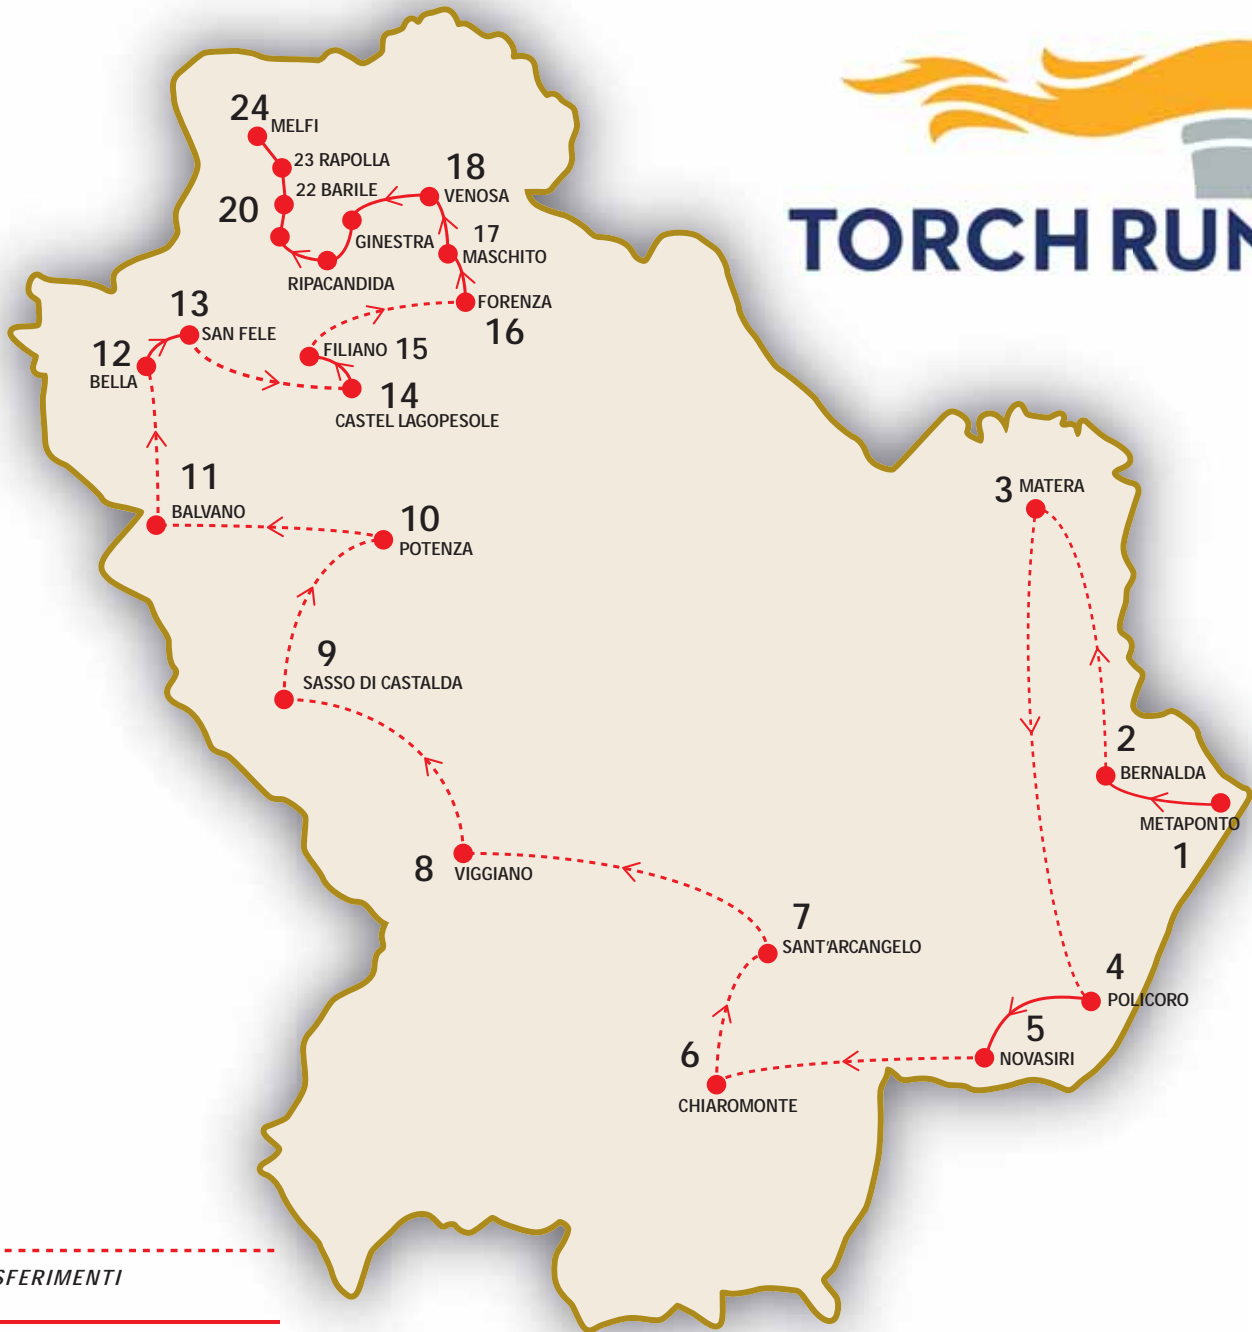 24
MELFI
23 RAPOLLA
22 BARILE
20
18
VENOSA
GINESTRA
17
MASCHITO
RIPACANDIDA
FORENZA
16
13
SAN FELE
12
BELLA
FILIANO 15
14
CASTEL LAGOPESOLE
11
BALVANO
10
POTENZA
9
SASSO DI CASTALDA
8 VIGGIANO
7
SANT'ARCANGELO
6
CHIAROMONTE
TORCH RUN
3 MATERA
2
BERNALDA
METAPONTO
1
4
POLICORO
5
NOVASIRI
SFERIMENTI